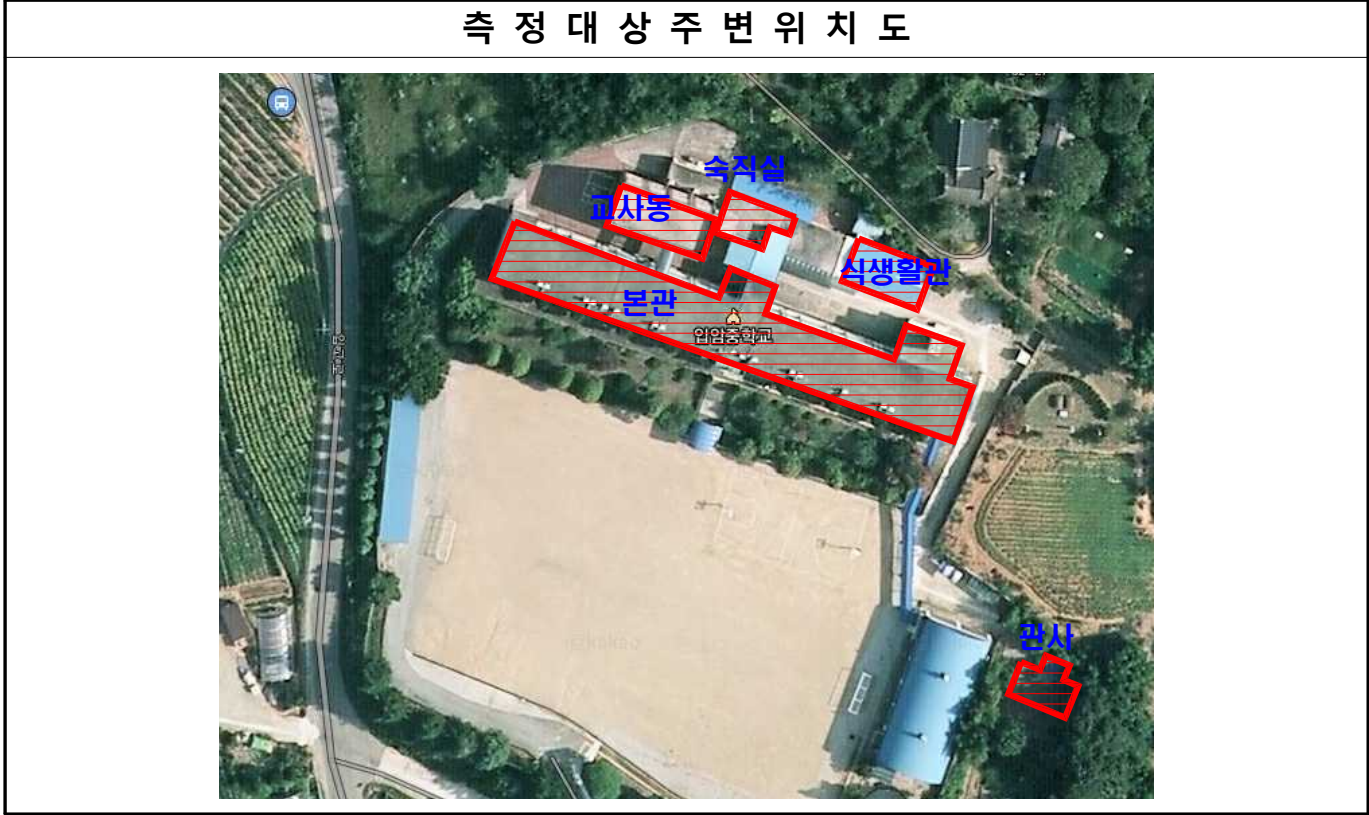 측 정 대 상 주 변 위 치 도
숙직실
교사동
식생활관
본관
입암중학교
관사